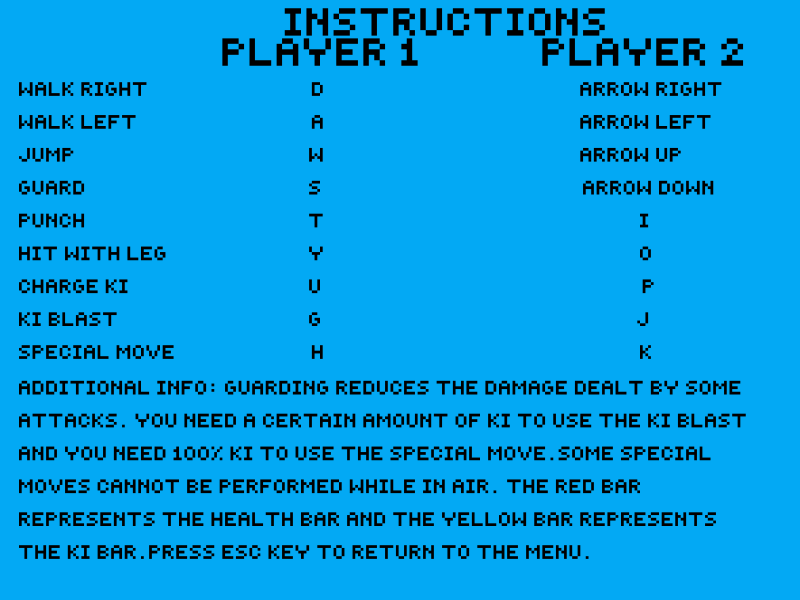 INSTRUCTIONS
PLAYER 1 PLAYER 2
WALK RIGHT D ARROW RIGHT
WALK LEFT A ARROW LEFT
JUMP W ARROW UP
GUARD S ARROW DOWN
PUNCH T I
HIT WITH LEG Y O
CHARGE KI U P
KI BLAST G J
SPECIAL MOVE H K
ADDITIONAL INFO: GUARDING REDUCES THE DAMAGE DEALT BY SOME
ATTACKS. YOU NEED A CERTAIN AMOUNT OF KI TO USE THE KI BLAST
AND YOU NEED 100% KI TO USE THE SPECIAL MOVE.SOME SPECIAL
MOVES CANNOT BE PERFORMED WHILE IN AIR. THE RED BAR
REPRESENTS THE HEALTH BAR AND THE YELLOW BAR REPRESENTS
THE KI BAR.PRESS ESC KEY TO RETURN TO THE MENU.